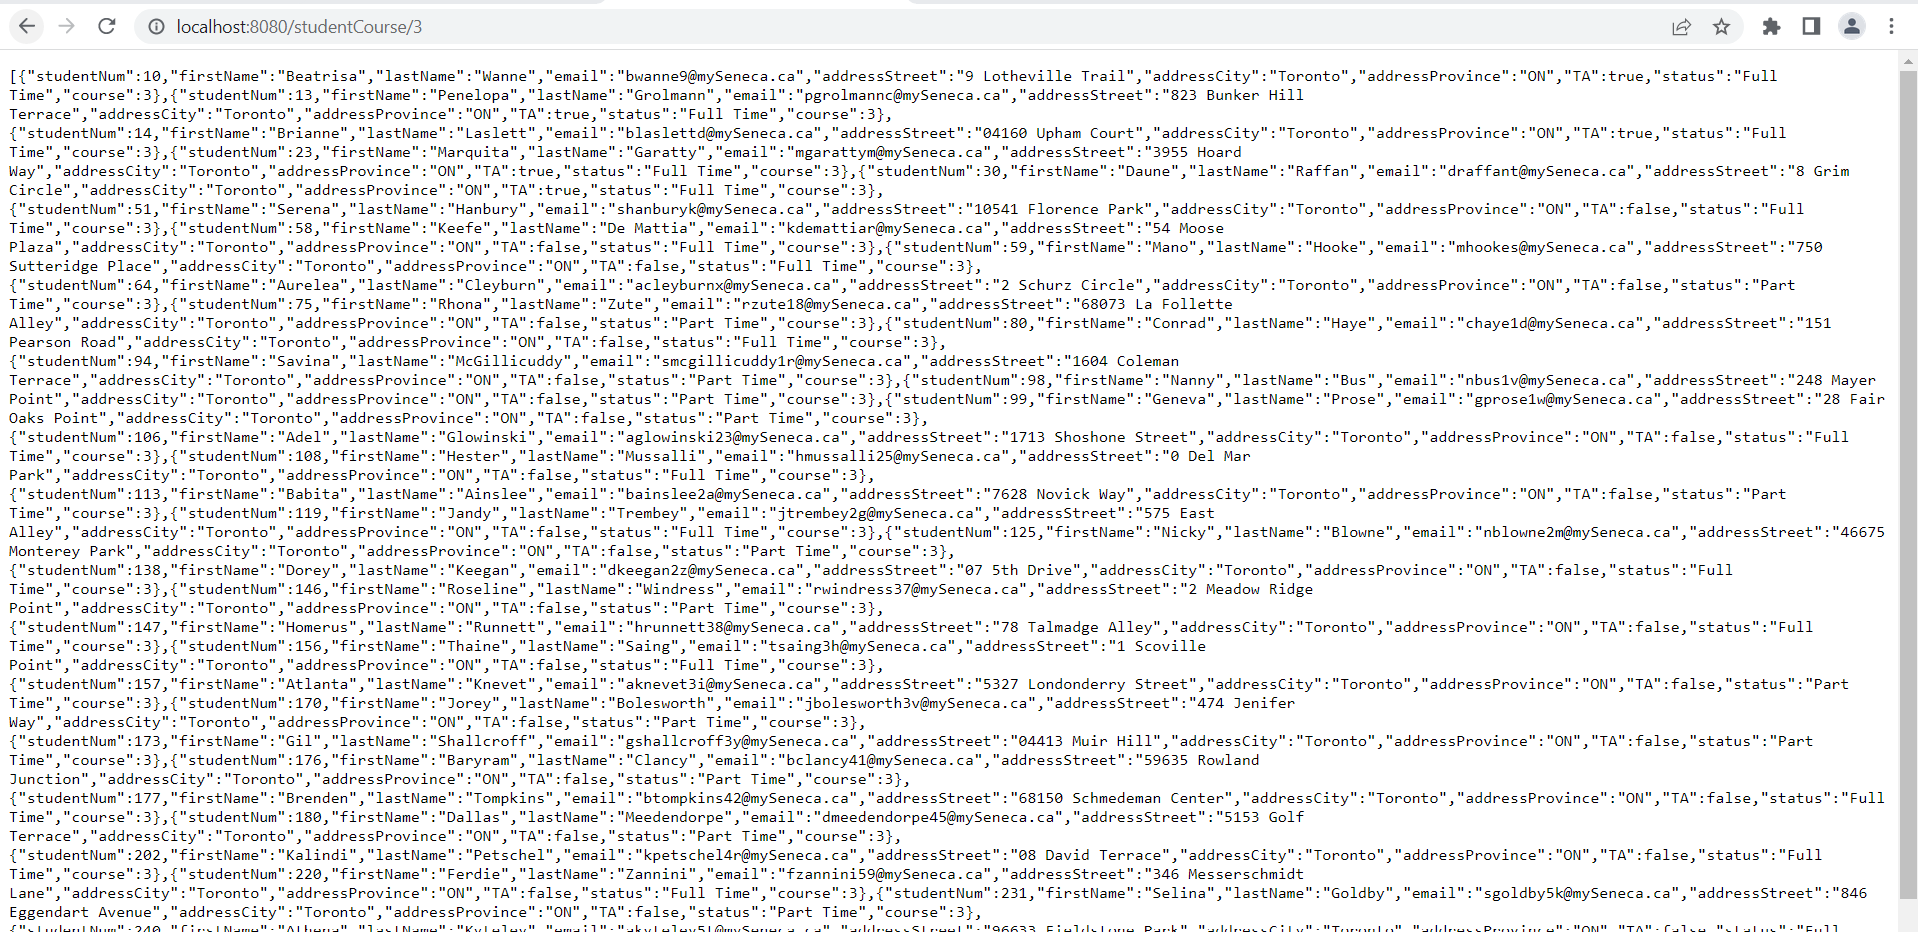 localhost:8080/studentCourse/3
[{"studentNum":10,"firstName":"Beatrisa","lastName":"Wanne","email":"bwanne9@mySeneca.ca","addressStreet":"9 Lotheville Trail","addressCity":"Toronto","addressProvince":"ON","TA":true,"status":"Full
Time","course":3},{"studentNum":13,"firstName":"Penelopa","lastName":"Grolmann","email":"pgrolmannc@mySeneca.ca","addressStreet":"823 Bunker Hill
Terrace","addressCity":"Toronto","addressProvince":"ON","TA":true,"status":"Full Time","course":3},
{"studentNum":14,"firstName":"Brianne","lastName":"Laslett","email":"blaslettd@mySeneca.ca","addressStreet":"04160 Upham Court","addressCity":"Toronto","addressProvince":"ON","TA":true,"status":"Full
Time","course":3},{"studentNum":23,"firstName":"Marquita","lastName":"Garatty","email":"mgarattym@mySeneca.ca","addressStreet":"3955 Hoard
Way","addressCity":"Toronto","addressProvince":"ON","TA":true,"status":"Full Time","course":3},{"studentNum":30,"firstName":"Daune","lastName":"Raffan","email":"draffant@mySeneca.ca","addressStreet":"8 Grim
Circle","addressCity":"Toronto","addressProvince":"ON","TA":true,"status":"Full Time","course":3},
{"studentNum":51,"firstName":"Serena","lastName":"Hanbury","email":"shanburyk@mySeneca.ca","addressStreet":"10541 Florence Park","addressCity":"Toronto","addressProvince":"ON","TA":false,"status":"Full
Time","course":3},{"studentNum":58,"firstName":"Keefe","lastName":"De Mattia","email":"kdemattiar@mySeneca.ca","addressStreet":"54 Moose
Plaza","addressCity":"Toronto","addressProvince":"ON","TA":false,"status":"Full Time","course":3},{"studentNum":59,"firstName":"Mano","lastName":"Hooke","email":"mhookes@mySeneca.ca","addressStreet":"750
Sutteridge Place","addressCity":"Toronto","addressProvince":"ON","TA":false,"status":"Full Time","course":3},
{"studentNum":64,"firstName":"Aurelea","lastName":"Cleyburn","email":"acleyburnx@mySeneca.ca","addressStreet":"2 Schurz Circle","addressCity":"Toronto","addressProvince":"ON","TA":false,"status":"Part
Time","course":3},{"studentNum":75,"firstName":"Rhona","lastName":"Zute","email":"rzute18@mySeneca.ca","addressStreet":"68073 La Follette
Alley","addressCity":"Toronto","addressProvince":"ON","TA":false,"status":"Part Time","course":3},{"studentNum":80,"firstName":"Conrad","lastName":"Haye","email":"chaye1d@mySeneca.ca","addressStreet":"151
Pearson Road","addressCity":"Toronto","addressProvince":"ON","TA":false,"status":"Full Time","course":3},
{"studentNum":94,"firstName":"Savina","lastName":"McGillicuddy","email":"smcgillicuddy1r@mySeneca.ca","addressStreet":"1604 Coleman
Terrace","addressCity":"Toronto","addressProvince":"ON","TA":false,"status":"Part Time","course":3},{"studentNum":98,"firstName":"Nanny","lastName":"Bus","email":"nbus1v@mySeneca.ca","addressStreet":"248 Mayer
Point","addressCity":"Toronto","addressProvince":"ON","TA":false,"status":"Part Time","course":3},{"studentNum":99,"firstName":"Geneva","lastName":"Prose","email":"gprose1w@mySeneca.ca","addressStreet":"28 Fair
Oaks Point","addressCity":"Toronto","addressProvince":"ON","TA":false,"status":"Part Time","course":3},
{"studentNum":106,"firstName":"Adel","lastName":"Glowinski","email":"aglowinski23@mySeneca.ca","addressStreet":"1713 Shoshone Street","addressCity":"Toronto","addressProvince":"ON","TA":false,"status":"Full
Time","course":3},{"studentNum":108,"firstName":"Hester","lastName":"Mussalli","email":"hmussalli25@mySeneca.ca","addressStreet":"0 Del Mar
Park","addressCity":"Toronto","addressProvince":"ON","TA":false,"status":"Full Time","course":3},
{"studentNum":113,"firstName":"Babita","lastName":"Ainslee","email":"bainslee2a@mySeneca.ca","addressStreet":"7628 Novick Way","addressCity":"Toronto","addressProvince":"ON","TA":false,"status":"Part
Time","course":3},{"studentNum":119,"firstName":"Jandy","lastName":"Trembey","email":"jtrembey2g@mySeneca.ca","addressStreet":"575 East
Alley","addressCity":"Toronto","addressProvince":"ON","TA":false,"status":"Full Time","course":3},{"studentNum":125,"firstName":"Nicky","lastName":"Blowne","email":"nblowne2m@mySeneca.ca","addressStreet":"46675
Monterey Park","addressCity":"Toronto","addressProvince":"ON","TA":false,"status":"Part Time","course":3},
{"studentNum":138,"firstName":"Dorey","lastName":"Keegan","email":"dkeegan2z@mySeneca.ca","addressStreet":"07 5th Drive","addressCity":"Toronto","addressProvince":"ON","TA":false,"status":"Full
Time","course":3},{"studentNum":146,"firstName":"Roseline","lastName":"Windress","email":"rwindress37@mySeneca.ca","addressStreet":"2 Meadow Ridge
Point","addressCity":"Toronto","addressProvince":"ON","TA":false,"status":"Part Time","course":3},
{"studentNum":147,"firstName":"Homerus","lastName":"Runnett","email":"hrunnett38@mySeneca.ca","addressStreet":"78 Talmadge Alley","addressCity":"Toronto","addressProvince":"ON","TA":false,"status":"Full
Time","course":3},{"studentNum":156,"firstName":"Thaine","lastName":"Saing","email":"tsaing3h@mySeneca.ca","addressStreet":"1 Scoville
Point","addressCity":"Toronto","addressProvince":"ON","TA":false,"status":"Full Time","course":3},
{"studentNum":157,"firstName":"Atlanta","lastName":"Knevet","email":"aknevet3i@mySeneca.ca","addressStreet":"5327 Londonderry Street","addressCity":"Toronto","addressProvince":"ON","TA":false,"status":"Part
Time","course":3},{"studentNum":170,"firstName":"Jorey","lastName":"Bolesworth","email":"jbolesworth3v@mySeneca.ca","addressStreet":"474 Jenifer
Way","addressCity":"Toronto","addressProvince":"ON","TA":false,"status":"Part Time","course":3},
{"studentNum":173,"firstName":"Gil","lastName":"Shallcroff","email":"gshallcroff3y@mySeneca.ca","addressStreet":"04413 Muir Hill","addressCity":"Toronto","addressProvince":"ON","TA":false,"status":"Part
Time","course":3},{"studentNum":176,"firstName":"Baryram","lastName":"Clancy","email":"bclancy41@mySeneca.ca","addressStreet":"59635 Rowland
Junction","addressCity":"Toronto","addressProvince":"ON","TA":false,"status":"Part Time","course":3},
{"studentNum":177,"firstName":"Brenden","lastName":"Tompkins","email":"btompkins42@mySeneca.ca","addressStreet":"68150 Schmedeman Center","addressCity":"Toronto","addressProvince":"ON","TA":false,"status":"Full
Time","course":3},{"studentNum":180,"firstName":"Dallas","lastName":"Meedendorpe","email":"dmeedendorpe45@mySeneca.ca","addressStreet":"5153 Golf
Terrace","addressCity":"Toronto","addressProvince":"ON","TA":false,"status":"Part Time","course":3},
{"studentNum":202,"firstName":"Kalindi","lastName":"Petschel","email":"kpetschel4r@mySeneca.ca","addressStreet":"08 David Terrace","addressCity":"Toronto","addressProvince":"ON","TA":false,"status":"Full
Time","course":3},{"studentNum":220,"firstName":"Ferdie","lastName":"Zannini","email":"fzannini59@mySeneca.ca","addressStreet":"346 Messerschmidt
Lane","addressCity":"Toronto","addressProvince":"ON","TA":false,"status":"Full Time","course":3},{"studentNum":231,"firstName":"Selina","lastName":"Goldby","email":"sgoldby5k@mySeneca.ca","addressStreet":"846
Eggendart Avenue","addressCity":"Toronto","addressProvince":"ON","TA":false,"status":"Part Time","course":3},
{"studentNum":240,"firstName":"Athena","lastName":"Kyteley","email":"akyteley5t@mySeneca.ca","addressStreet":"96633 Fieldstone Park","addressCity":"Toronto","addressProvince":"ON","TA":false,"status":"Full